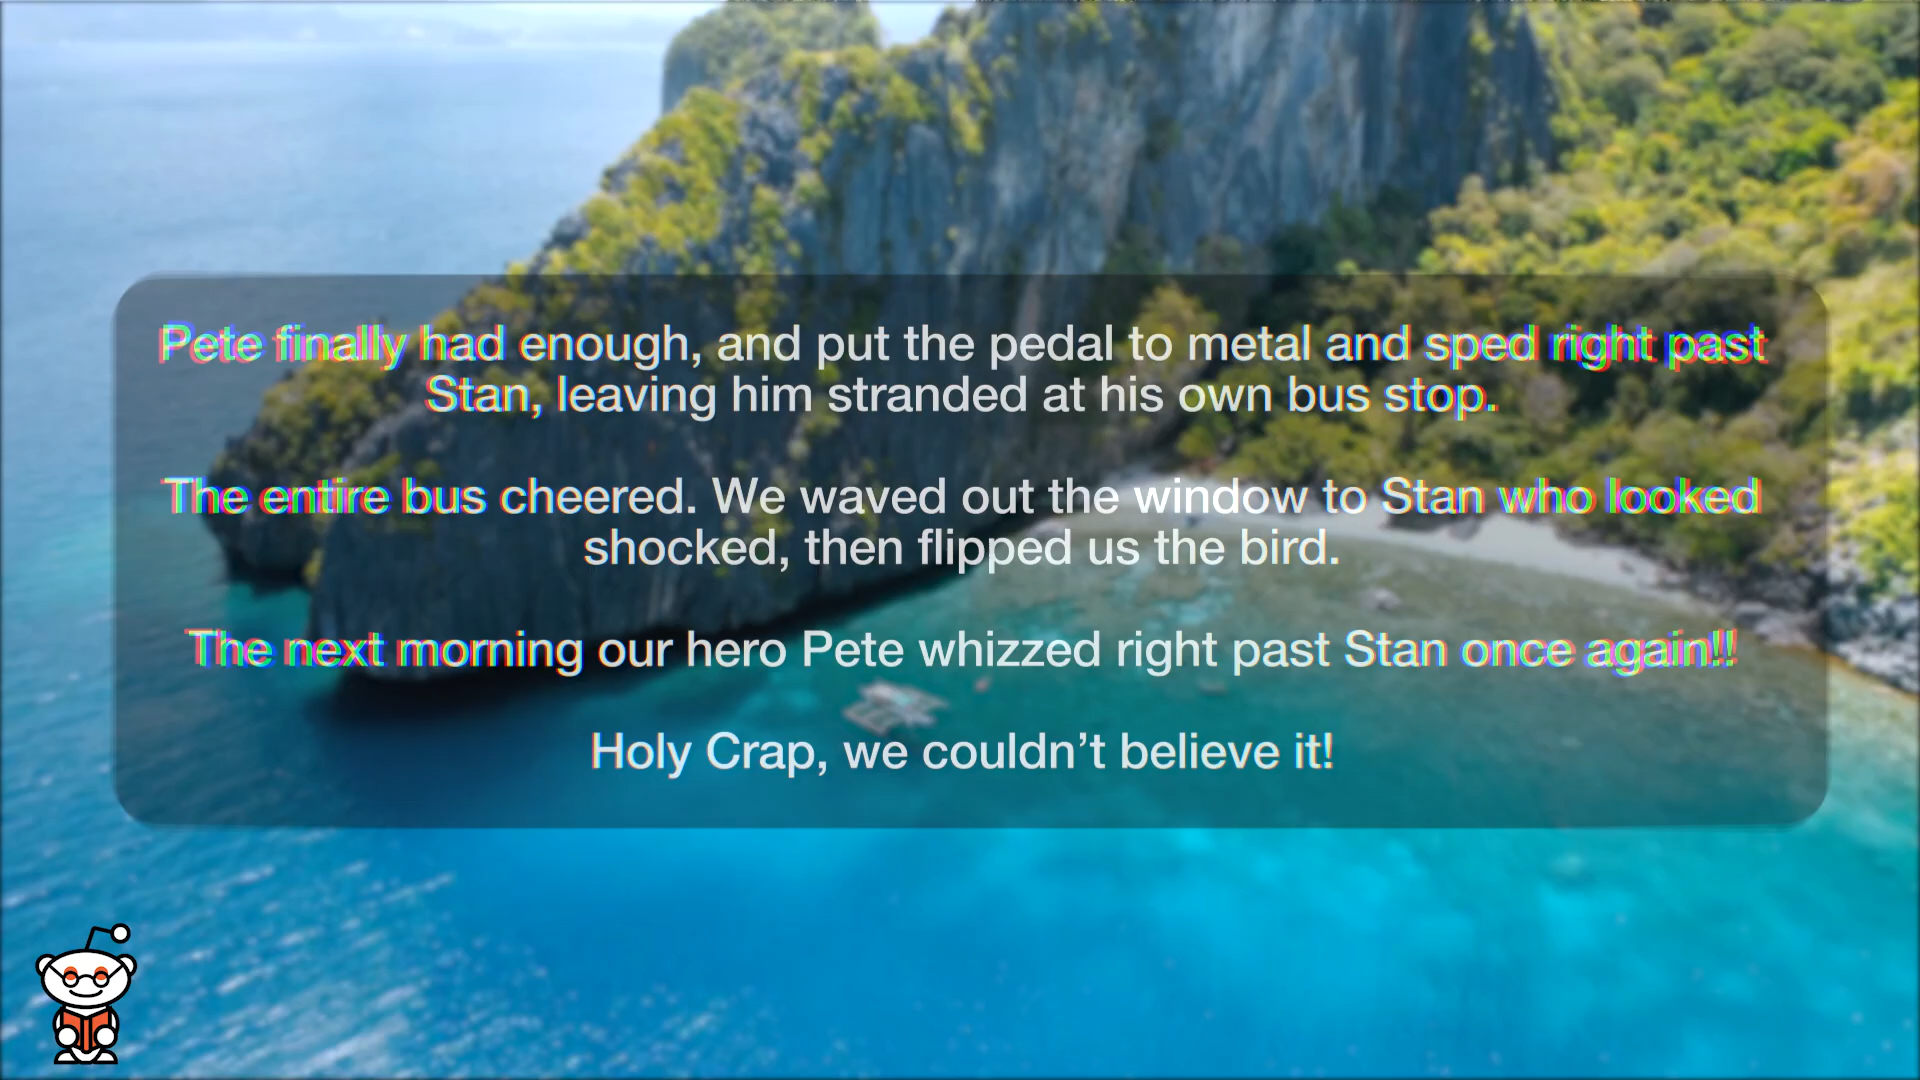 Pete finally had enough, and put the pedal to metal and sped right past
Stan, leaving him stranded at his own bus stop.
The entire bus cheered. We waved out the window to Stan who looked
shocked, then flipped us the bird.
The next morning our hero Pete whizzed right past Stan once again!!
Holy Crap, we couldn’t believe it!